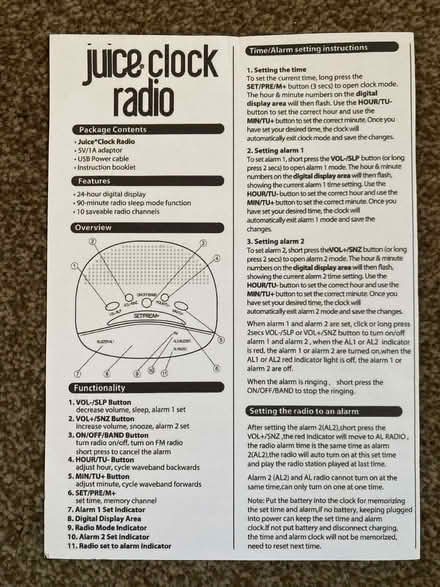 juice. clock
radio
Package Contents
• Juice® Clock Radio
• 5V/1A adaptor
• USB Power cable
• Instruction booklet
Features
• 24-hour digital display
• 90-minute radio sleep mode function
• 10 saveable radio channels
Overview
2
3
1
4
ON/OFF/BAND
VOL+/SNZ
HOUR/TU-
VOL-/SLP
MIN/TU+
SET/PRE/M+
5
6
7
8
9
10
11
Functionality
1. VOL-/SLP Button
decrease volume, sleep, alarm 1 set
2. VOL+/SNZ Button
increase volume, snooze, alarm 2 set
3. ON/OFF/BAND Button
turn radio on/off, turn on FM radio
short press to cancel the alarm
4. HOUR/TU- Button
adjust hour, cycle waveband backwards
5. MIN/TU+ Button
adjust minute, cycle waveband forwards
6. SET/PRE/M+
set time, memory channel
7. Alarm 1 Set Indicator
8. Digital Display Area
9. Radio Mode Indicator
10. Alarm 2 Set Indicator
11. Radio set to alarm indicator
Time/Alarm setting instructions
1. Setting the time
To set the current time, long press the
SET/PRE/M+ button (3 secs) to open clock mode.
The hour & minute numbers on the digital
display area will then flash. Use the HOUR/TU-
button to set the correct hour and use the
MIN/TU+ button to set the correct minute. Once you
have set your desired time, the clock will
automatically exit clock mode and save the changes.
2. Setting alarm 1
To set alarm 1, short press the VOL-/SLP button (or long
press 2 secs) to open alarm 1 mode. The hour & minute
numbers on the digital display area will then flash,
showing the current alarm 1 time setting. Use the
HOUR/TU- button to set the correct hour and use the
MIN/TU+ button to set the correct minute. Once you
have set your desired time, the clock will
automatically exit alarm 1 mode and save the
changes.
3. Setting alarm 2
To set alarm 2, short press theVOL+/SNZ button (or long
press 2 secs) to open alarm 2 mode. The hour & minute
numbers on the digital display area will then flash,
showing the current alarm 2 time setting. Use the
HOUR/TU- button to set the correct hour and use the
MIN/TU+ button to set the correct minute. Once you
have set your desired time, the clock will
automatically exit alarm 2 mode and save the changes.
When alarm 1 and alarm 2 are set, click or long press
2secs VOL-/SLP or VOL+/SNZ button to turn on/off
alarm 1 and alarm 2 , when the AL1 or AL2 indicator
is red, the alarm 1 or alarm 2 are turned on,when the
AL1 or AL2 red indicator light is off, the alarm 1 or
alarm 2 are off.
When the alarm is ringing , short press the
ON/OFF/BAND to stop the ringing.
Setting the radio to an alarm
After setting the alarm 2(AL2),short press the
VOL+/SNZ ,the red indicator will move to AL RADIO ,
the radio alarm time is the same time as alarm
2(AL2),the radio will auto turn on at this set time
and play the radio station played at last time.
Alarm 2 (AL2) and AL radio cannot turn on at the
same time,can only turn on one at one time.
Note: Put the battery into the clock for memorizing
the set time and alarm,If no battery, keeping plugged
into power can keep the set time and alarm
clock.If not put battery and disconnect charging,
the time and alarm clock will not be memorized,
need to reset next time.